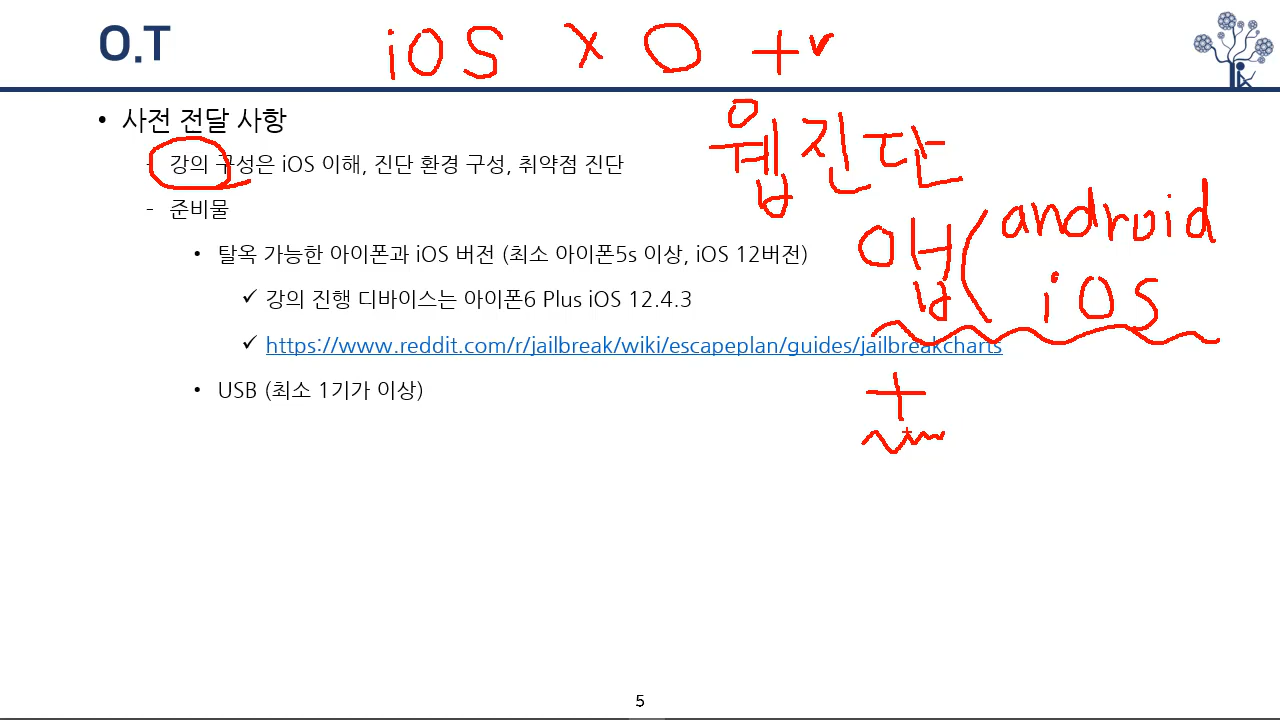 O.T
iOS X O + v
• 사전 전달 사항
- 강의 구성은 iOS 이해, 진단 환경 구성, 취약점 진단
웹진단
- 준비물
앱( android
iOS
• 탈옥 가능한 아이폰과 iOS 버전 (최소 아이폰5s 이상, iOS 12버전)
✓ 강의 진행 디바이스는 아이폰6 Plus iOS 12.4.3
✓ https://www.reddit.com/r/jailbreak/wiki/escapeplan/guides/jailbreakcharts
• USB (최소 1기가 이상)
+
5